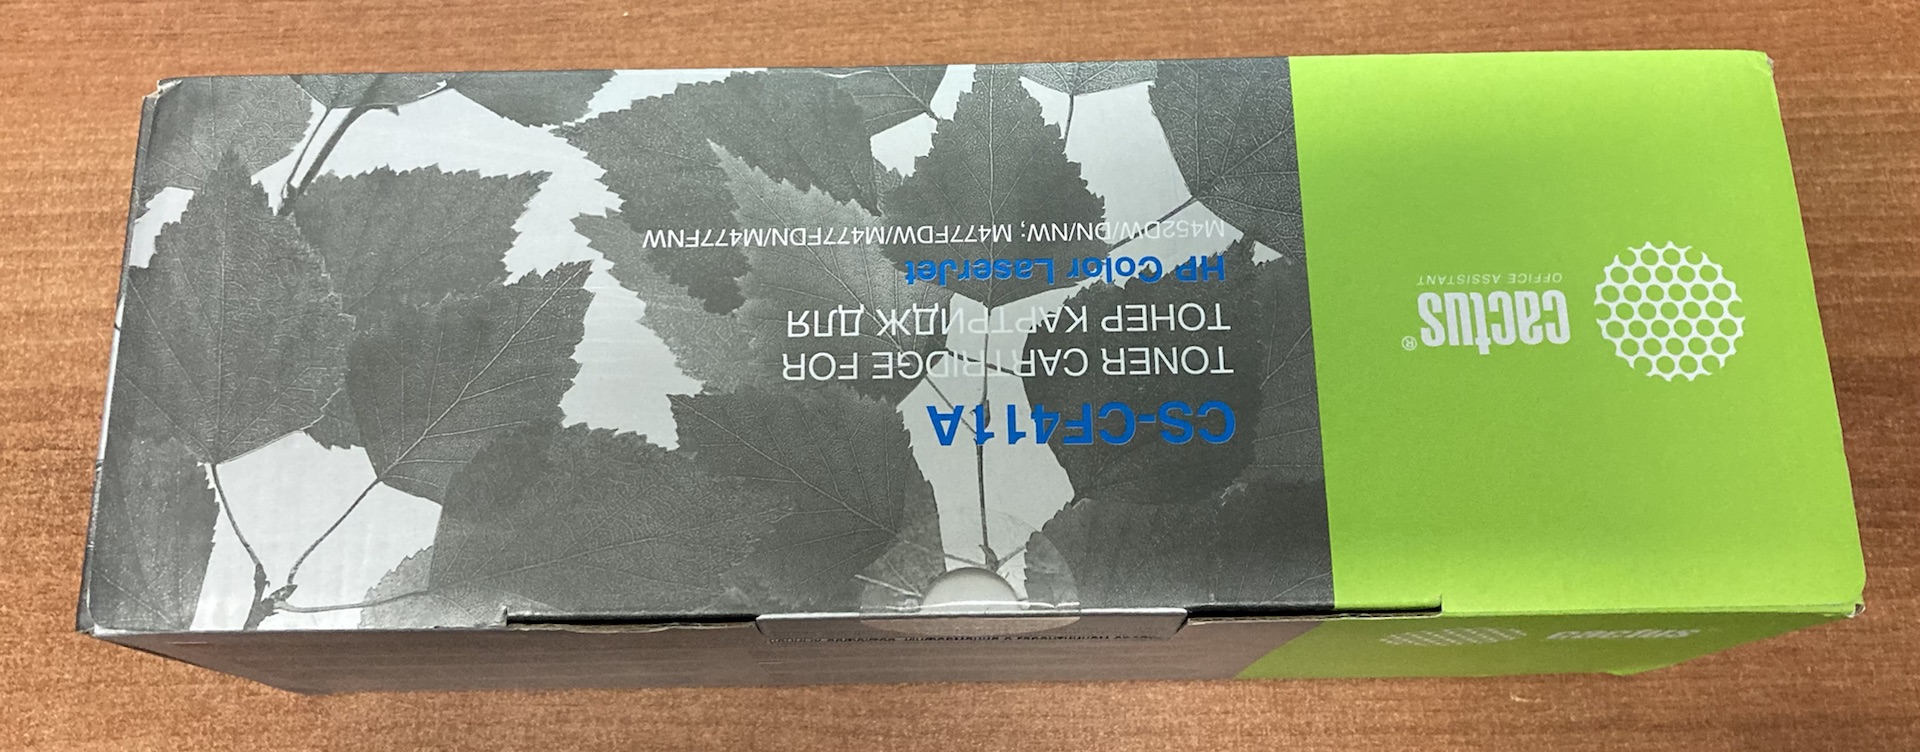 cactus®
OFFICE ASSISTANT
CS-CF411A
TONER CARTRIDGE FOR
ТОНЕР КАРТРИДЖ ДЛЯ
HP Color LaserJet
M452DW/DN/NW; M477FDW/M477FDN/M477FNW
cactus